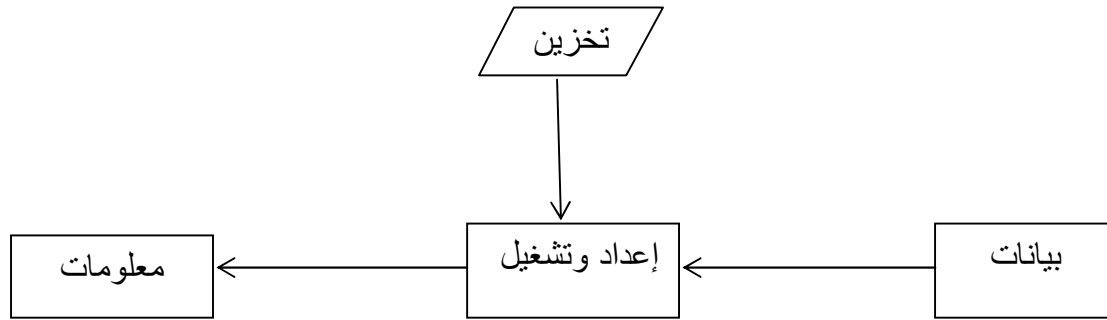 تخزين
بيانات
إعداد وتشغيل
معلومات